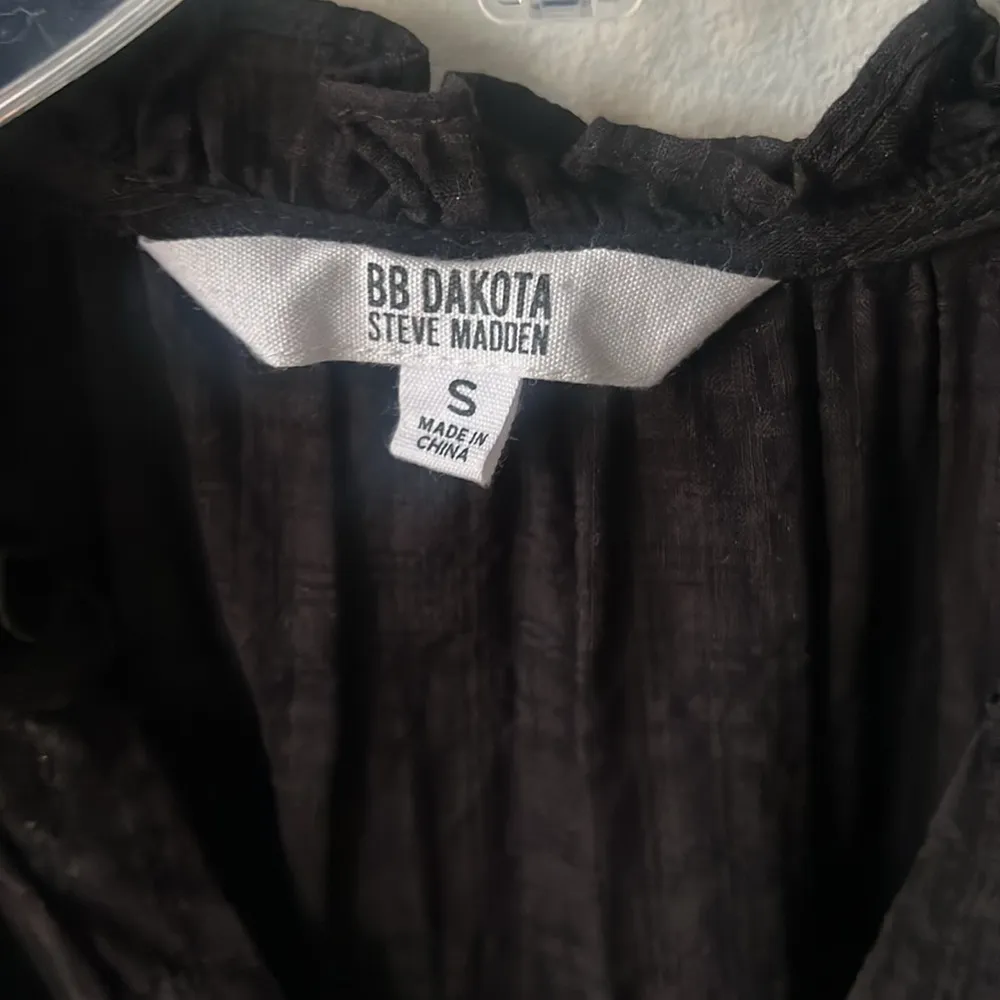 BB DAKOTA
STEVE MADDEN
S
MADE IN
CHINA